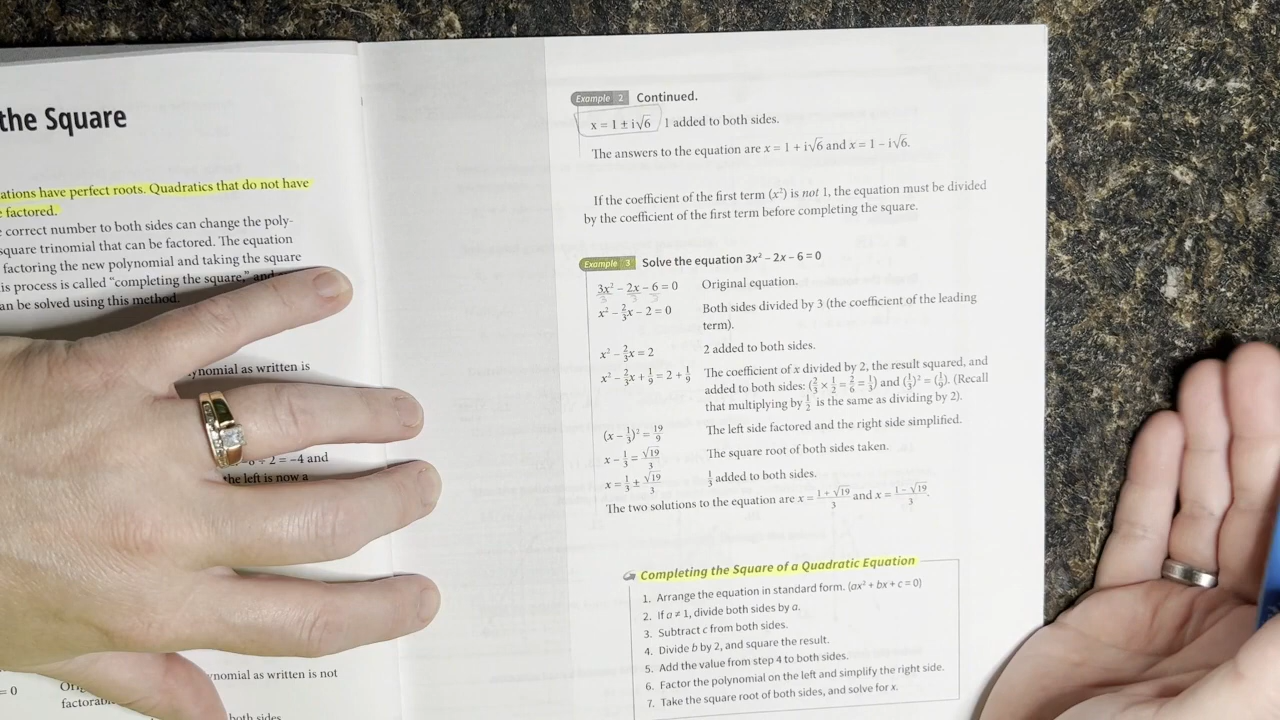 the Square
ations have perfect roots. Quadratics that do not have
factored.
correct number to both sides can change the poly-
square trinomial that can be factored. The equation
factoring the new polynomial and taking the square
is process is called “completing the square,” and
an be solved using this method.
ynomial as written is
÷ 2 = –4 and
the left is now a
ynomial as written is not
= 0
factorab
both sides
Example 2 Continued.
x = 1 ± i√6 1 added to both sides.
The answers to the equation are x = 1 + i√6 and x = 1 – i√6.
If the coefficient of the first term (x²) is not 1, the equation must be divided
by the coefficient of the first term before completing the square.
Example 3 Solve the equation 3x² – 2x – 6 = 0
3x² – 2x – 6 = 0 Original equation.
3 3 3
x² – 2/3x – 2 = 0 Both sides divided by 3 (the coefficient of the leading
term).
x² – 2/3x = 2 2 added to both sides.
x² – 2/3x + 1/9 = 2 + 1/9 The coefficient of x divided by 2, the result squared, and
added to both sides: (2/3 × 1/2 = 2/6 = 1/3) and (1/3)² = (1/9). (Recall
that multiplying by 1/2 is the same as dividing by 2).
(x – 1/3)² = 19/9 The left side factored and the right side simplified.
x – 1/3 = √19/3 The square root of both sides taken.
x = 1/3 ± √19/3 1/3 added to both sides.
The two solutions to the equation are x = 1 + √19/3 and x = 1 – √19/3.
Completing the Square of a Quadratic Equation
1. Arrange the equation in standard form. (ax² + bx + c = 0)
2. If a ≠ 1, divide both sides by a.
3. Subtract c from both sides.
4. Divide b by 2, and square the result.
5. Add the value from step 4 to both sides.
6. Factor the polynomial on the left and simplify the right side.
7. Take the square root of both sides, and solve for x.